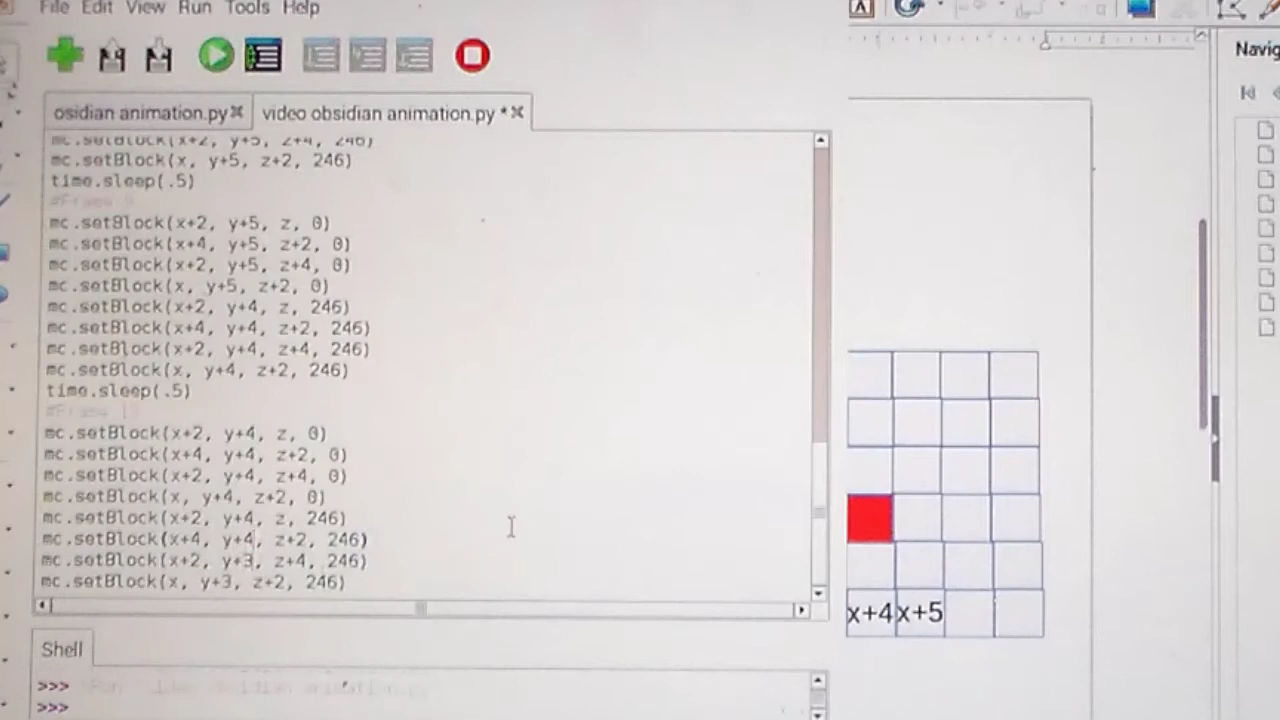 File Edit View Run Tools Help
Navig
osidian animation.py
video obsidian animation.py *
mc.setBlock(x+2, y+5, z+4, 246)
mc.setBlock(x, y+5, z+2, 246)
time.sleep(.5)
mc.setBlock(x+2, y+5, z, 0)
mc.setBlock(x+4, y+5, z+2, 0)
mc.setBlock(x+2, y+5, z+4, 0)
mc.setBlock(x, y+5, z+2, 0)
mc.setBlock(x+2, y+4, z, 246)
mc.setBlock(x+4, y+4, z+2, 246)
mc.setBlock(x+2, y+4, z+4, 246)
mc.setBlock(x, y+4, z+2, 246)
time.sleep(.5)
mc.setBlock(x+2, y+4, z, 0)
mc.setBlock(x+4, y+4, z+2, 0)
mc.setBlock(x+2, y+4, z+4, 0)
mc.setBlock(x, y+4, z+2, 0)
mc.setBlock(x+2, y+4, z, 246)
mc.setBlock(x+4, y+4, z+2, 246)
mc.setBlock(x+2, y+3, z+4, 246)
mc.setBlock(x, y+3, z+2, 246)
x+4 x+5
Shell
>>>
>>>